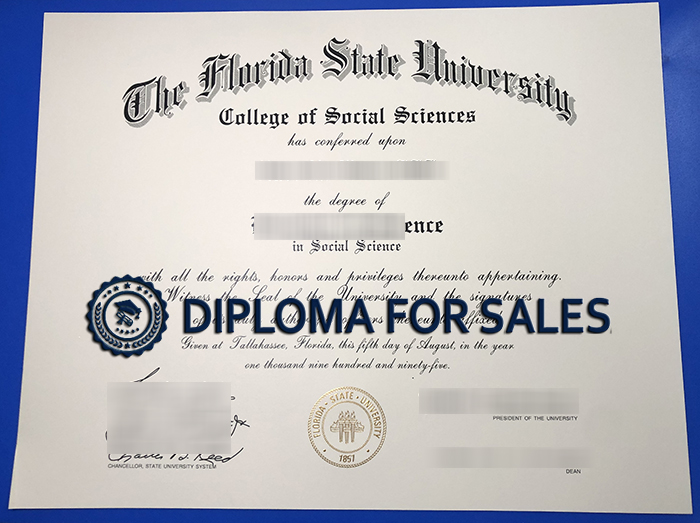 The Florida State University
College of Social Sciences
has conferred upon
the degree of
ence
in Social Science
with all the rights, honors and privileges thereunto appertaining.
Witness the Seal of the University and the signatures
DIPLOMA FOR SALES
Given at Tallahassee, Florida, this fifth day of August, in the year
one thousand nine hundred and ninety-five.
FLORIDA · STATE · UNIVERSITY
1851
PRESIDENT OF THE UNIVERSITY
CHANCELLOR, STATE UNIVERSITY SYSTEM
DEAN